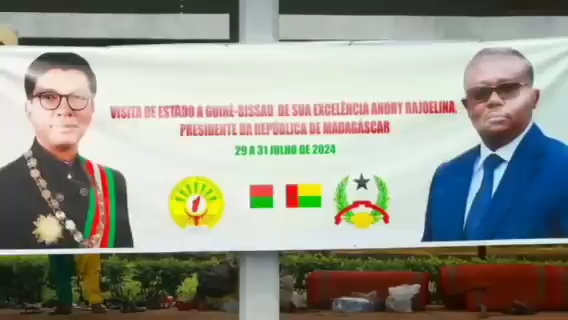 VISITA DE ESTADO A GUINÉ-BISSAU DE SUA EXCELÊNCIA ANDRY RAJOELINA,
PRESIDENTE DA REPÚBLICA DE MADAGÁSCAR
29 A 31 JULHO DE 2024